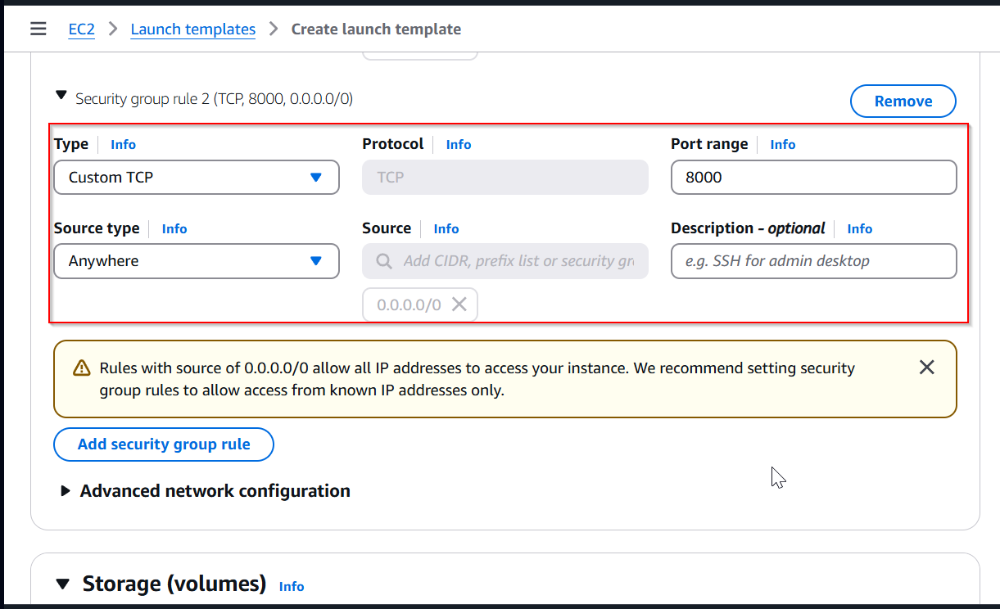 EC2 > Launch templates > Create launch template
Security group rule 2 (TCP, 8000, 0.0.0.0/0)
Remove
Type Info Protocol Info Port range Info
Custom TCP TCP 8000
Source type Info Source Info Description - optional Info
Anywhere Add CIDR, prefix list or security gr e.g. SSH for admin desktop
0.0.0.0/0
Rules with source of 0.0.0.0/0 allow all IP addresses to access your instance. We recommend setting security
group rules to allow access from known IP addresses only.
Add security group rule
Advanced network configuration
Storage (volumes) Info